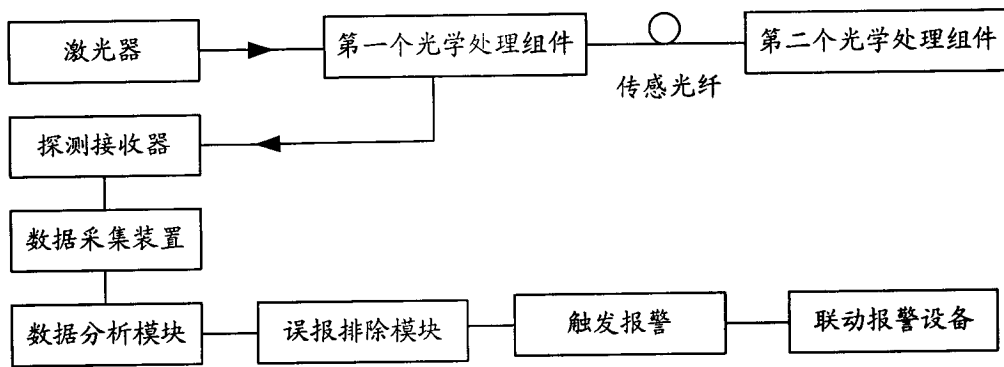 激光器
第一个光学处理组件
第二个光学处理组件
传感光纤
探测接收器
数据采集装置
数据分析模块
误报排除模块
触发报警
联动报警设备